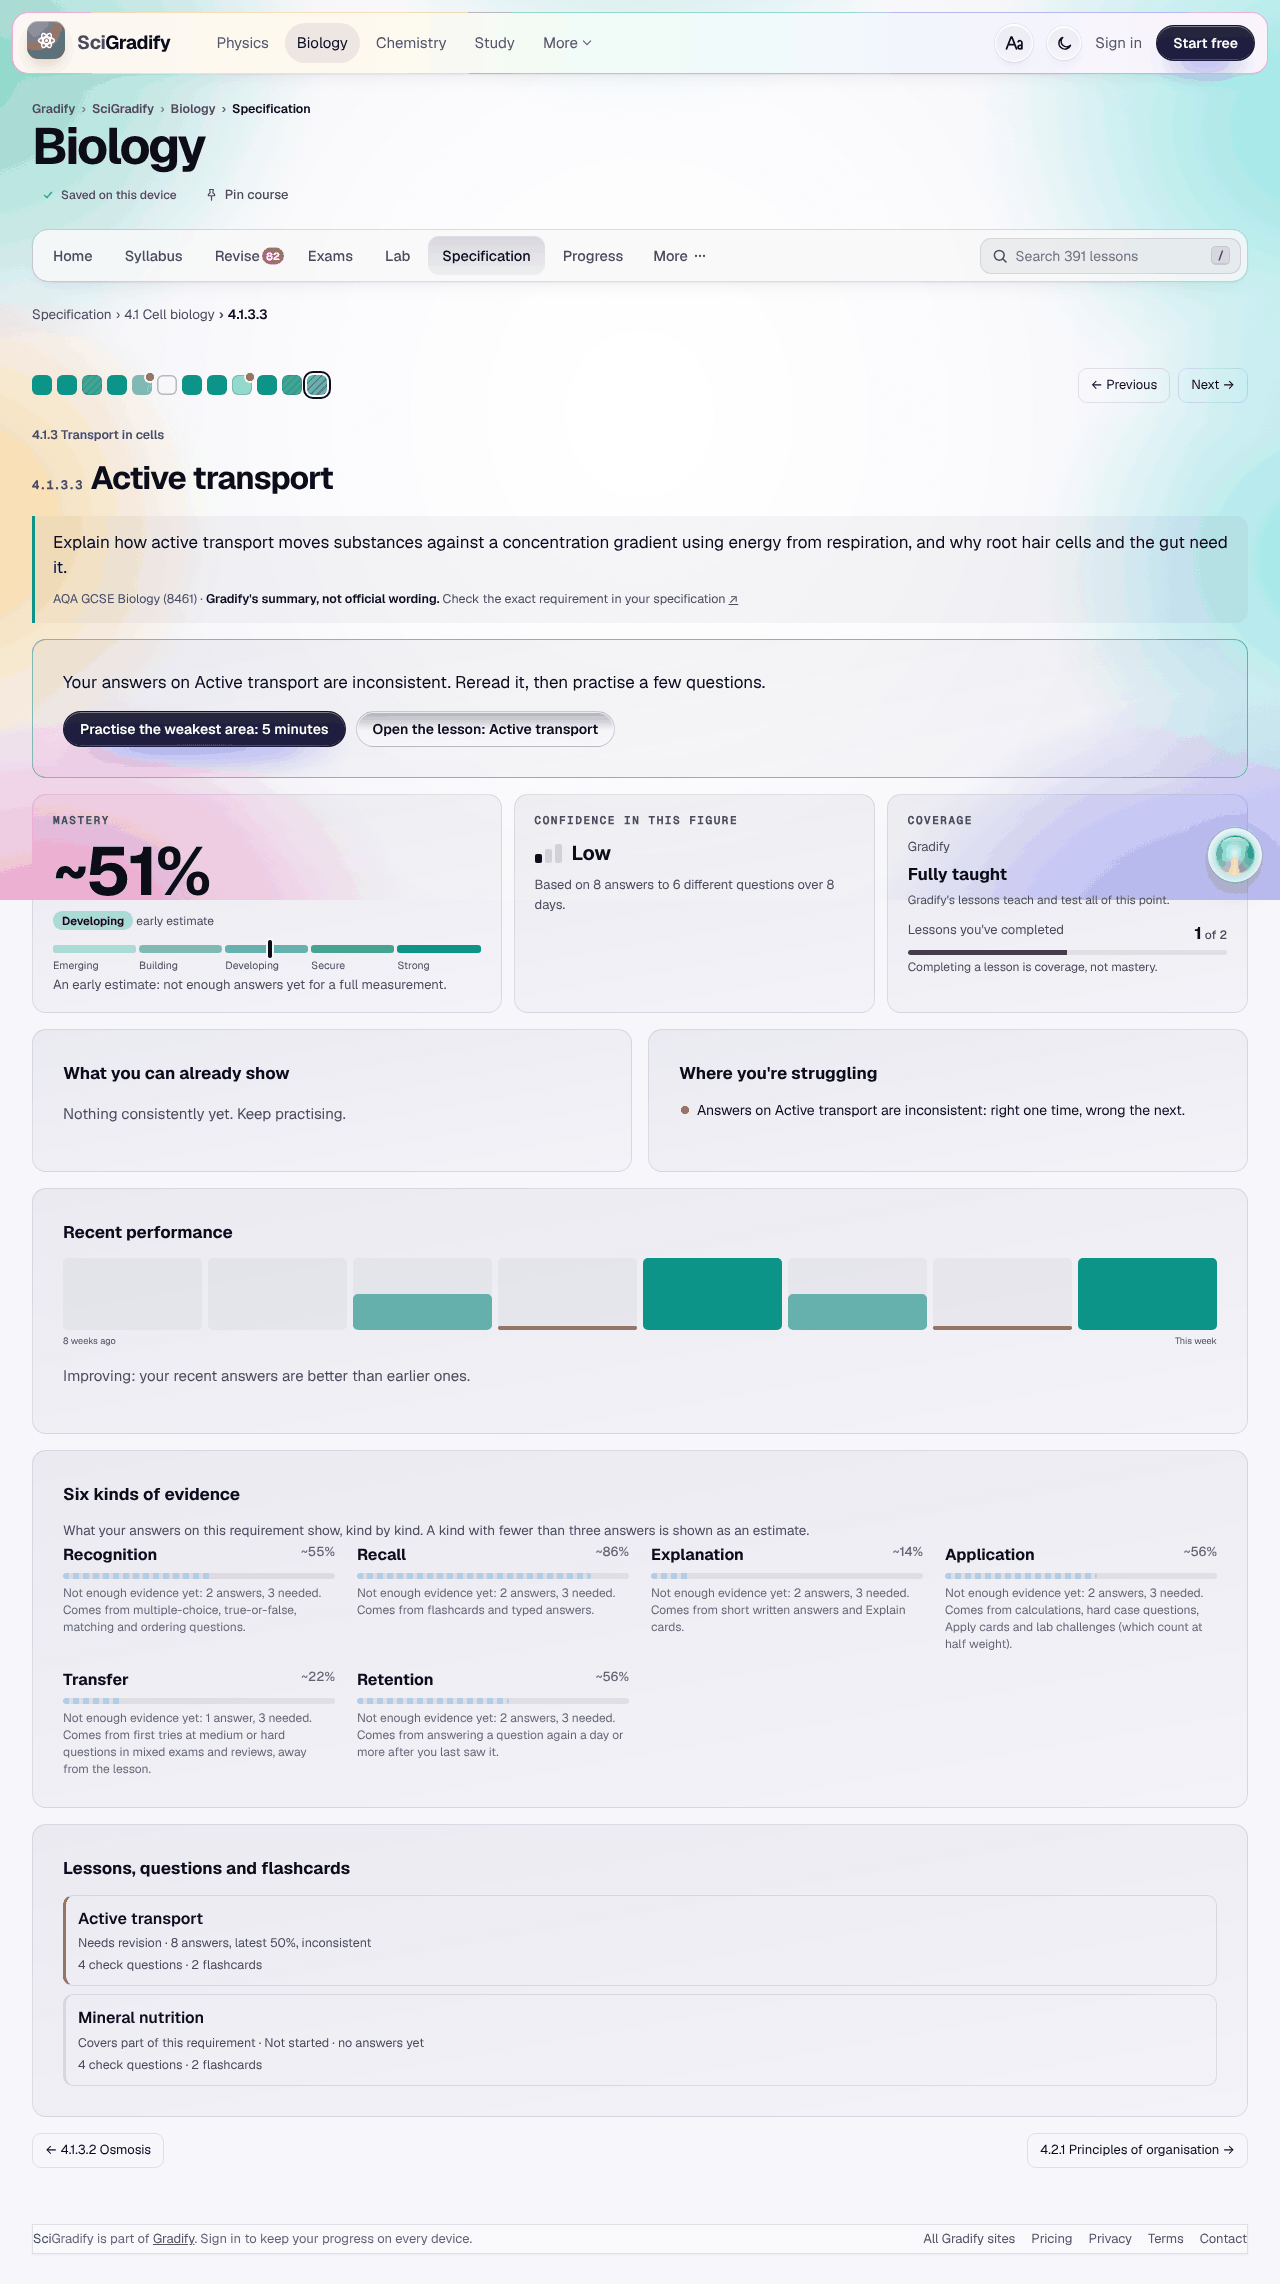 SciGradify
Physics
Biology
Chemistry
Study
More
Aa
Sign in
Start free
Gradify › SciGradify › Biology › Specification
Biology
Saved on this device
Pin course
Home
Syllabus
Revise 82
Exams
Lab
Specification
Progress
More ···
Search 391 lessons
/
Specification › 4.1 Cell biology › 4.1.3.3
← Previous
Next →
4.1.3 Transport in cells
4.1.3.3 Active transport
Explain how active transport moves substances against a concentration gradient using energy from respiration, and why root hair cells and the gut need
it.
AQA GCSE Biology (8461) · Gradify's summary, not official wording. Check the exact requirement in your specification ↗
Your answers on Active transport are inconsistent. Reread it, then practise a few questions.
Practise the weakest area: 5 minutes
Open the lesson: Active transport
MASTERY
~51%
Developing early estimate
Emerging
Building
Developing
Secure
Strong
An early estimate: not enough answers yet for a full measurement.
CONFIDENCE IN THIS FIGURE
Low
Based on 8 answers to 6 different questions over 8
days.
COVERAGE
Gradify
Fully taught
Gradify's lessons teach and test all of this point.
Lessons you've completed
1 of 2
Completing a lesson is coverage, not mastery.
What you can already show
Nothing consistently yet. Keep practising.
Where you're struggling
Answers on Active transport are inconsistent: right one time, wrong the next.
Recent performance
8 weeks ago
This week
Improving: your recent answers are better than earlier ones.
Six kinds of evidence
What your answers on this requirement show, kind by kind. A kind with fewer than three answers is shown as an estimate.
Recognition ~55%
Not enough evidence yet: 2 answers, 3 needed.
Comes from multiple-choice, true-or-false,
matching and ordering questions.
Recall ~86%
Not enough evidence yet: 2 answers, 3 needed.
Comes from flashcards and typed answers.
Explanation ~14%
Not enough evidence yet: 2 answers, 3 needed.
Comes from short written answers and Explain
cards.
Application ~56%
Not enough evidence yet: 2 answers, 3 needed.
Comes from calculations, hard case questions,
Apply cards and lab challenges (which count at
half weight).
Transfer ~22%
Not enough evidence yet: 1 answer, 3 needed.
Comes from first tries at medium or hard
questions in mixed exams and reviews, away
from the lesson.
Retention ~56%
Not enough evidence yet: 2 answers, 3 needed.
Comes from answering a question again a day or
more after you last saw it.
Lessons, questions and flashcards
Active transport
Needs revision · 8 answers, latest 50%, inconsistent
4 check questions · 2 flashcards
Mineral nutrition
Covers part of this requirement · Not started · no answers yet
4 check questions · 2 flashcards
← 4.1.3.2 Osmosis
4.2.1 Principles of organisation →
SciGradify is part of Gradify. Sign in to keep your progress on every device.
All Gradify sites
Pricing
Privacy
Terms
Contact